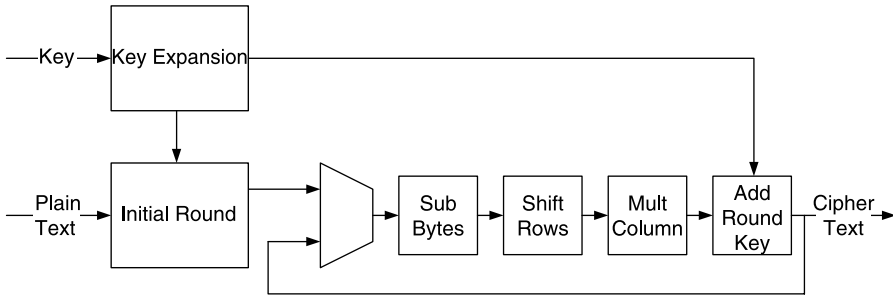 Key
Key Expansion
Plain
Text
Initial Round
Sub
Bytes
Shift
Rows
Mult
Column
Add
Round
Key
Cipher
Text